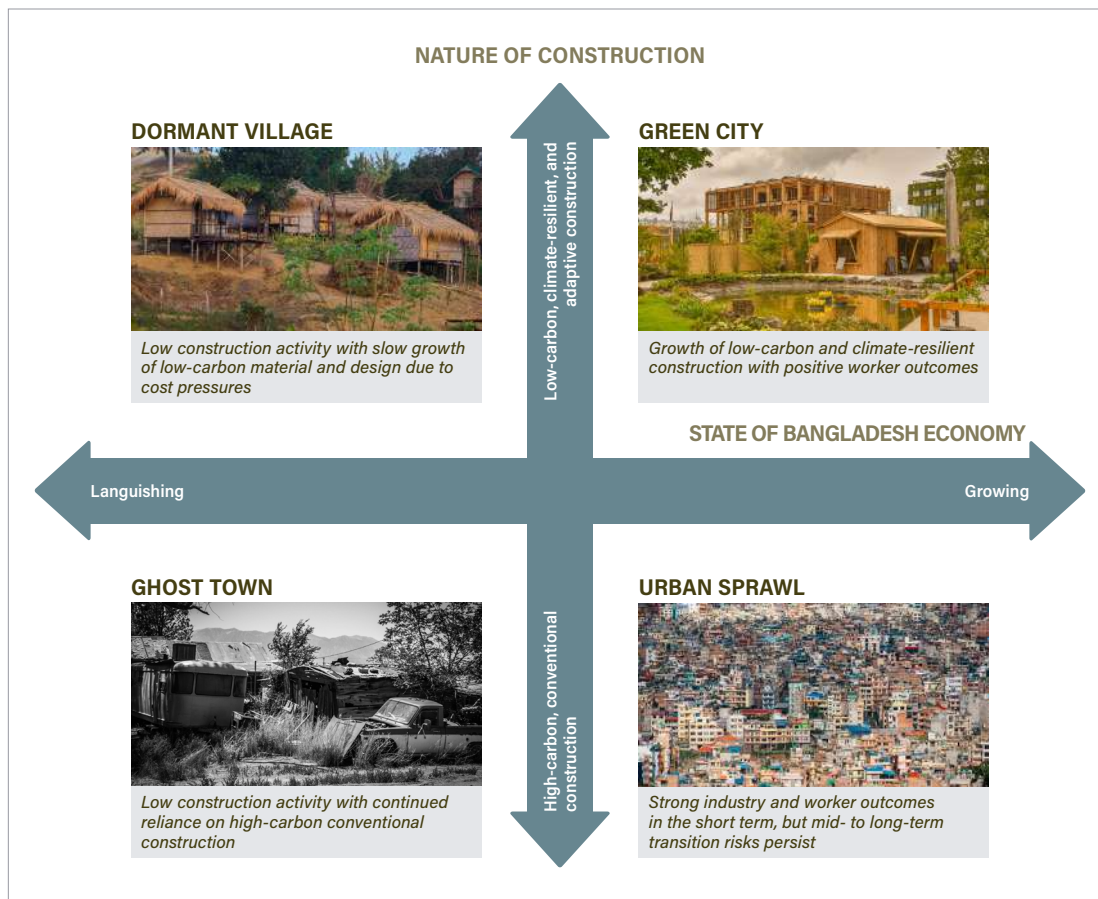 NATURE OF CONSTRUCTION
DORMANT VILLAGE
Low construction activity with slow growth
of low-carbon material and design due to
cost pressures
Low-carbon, climate-resilient, and
adaptive construction
GREEN CITY
Growth of low-carbon and climate-resilient
construction with positive worker outcomes
STATE OF BANGLADESH ECONOMY
Languishing
Growing
GHOST TOWN
Low construction activity with continued
reliance on high-carbon conventional
construction
High-carbon, conventional
construction
URBAN SPRAWL
Strong industry and worker outcomes
in the short term, but mid- to long-term
transition risks persist